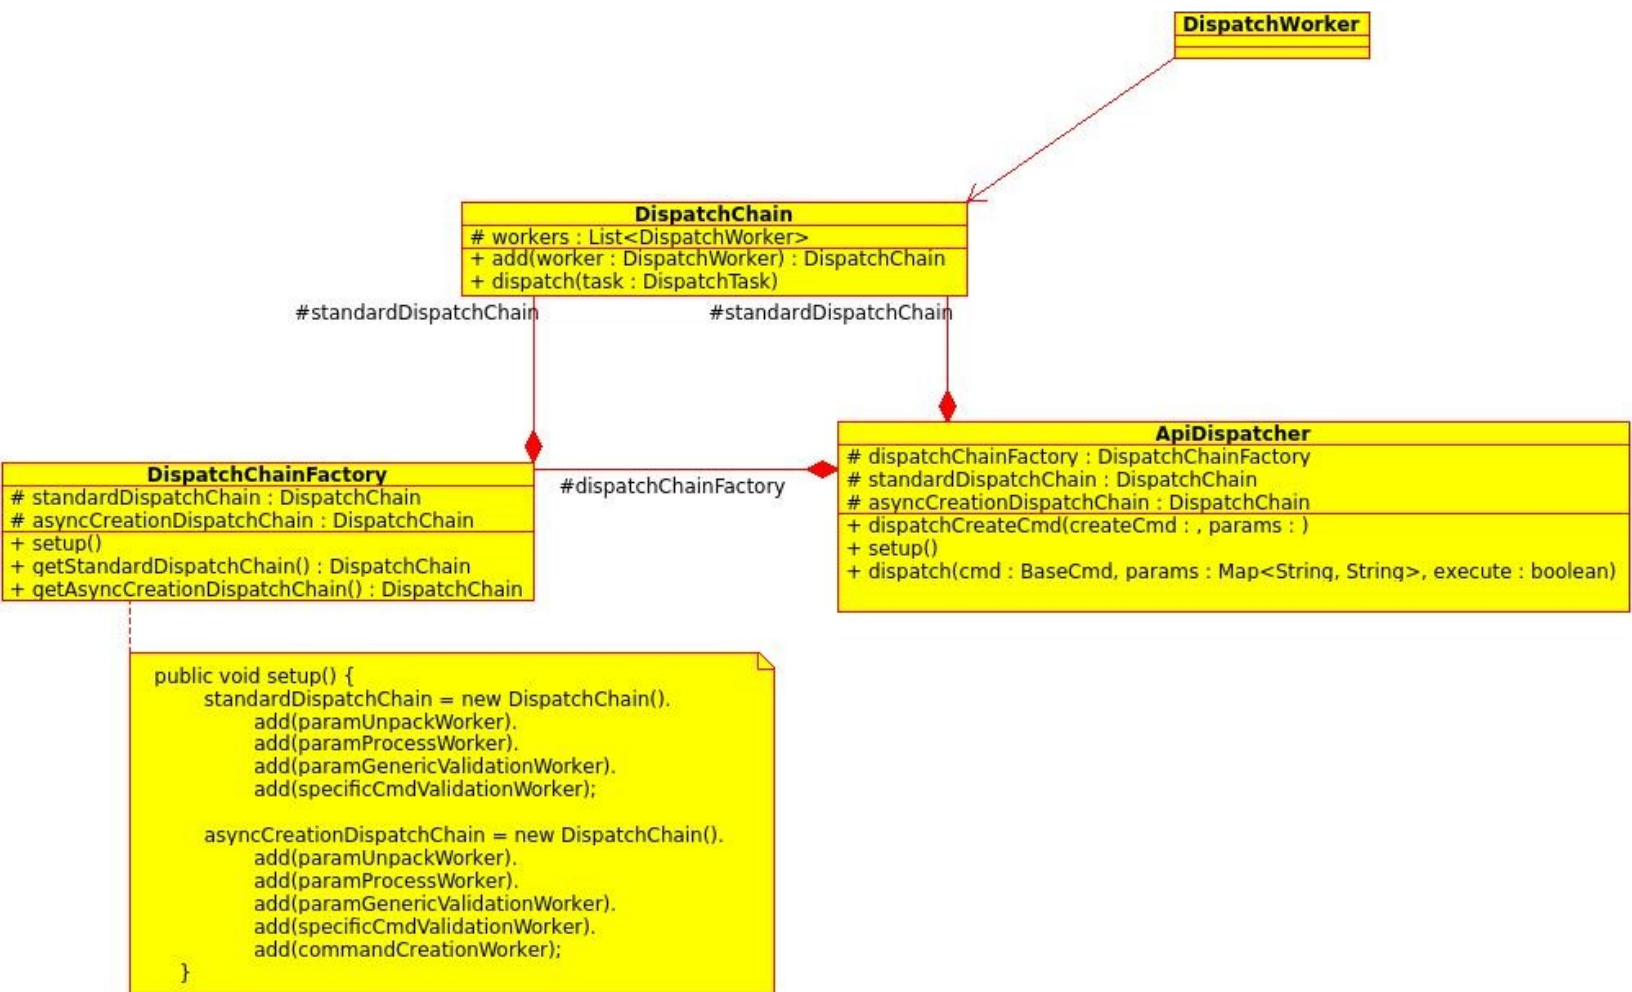 DispatchWorker
DispatchChain
# workers : List<DispatchWorker>
+ add(worker : DispatchWorker) : DispatchChain
+ dispatch(task : DispatchTask)
#standardDispatchChain
#standardDispatchChain
ApiDispatcher
# dispatchChainFactory : DispatchChainFactory
# standardDispatchChain : DispatchChain
# asyncCreationDispatchChain : DispatchChain
+ dispatchCreateCmd(createCmd : , params : )
+ setup()
+ dispatch(cmd : BaseCmd, params : Map<String, String>, execute : boolean)
#dispatchChainFactory
DispatchChainFactory
# standardDispatchChain : DispatchChain
# asyncCreationDispatchChain : DispatchChain
+ setup()
+ getStandardDispatchChain() : DispatchChain
+ getAsyncCreationDispatchChain() : DispatchChain
public void setup() {
standardDispatchChain = new DispatchChain().
add(paramUnpackWorker).
add(paramProcessWorker).
add(paramGenericValidationWorker).
add(specificCmdValidationWorker);
asyncCreationDispatchChain = new DispatchChain().
add(paramUnpackWorker).
add(paramProcessWorker).
add(paramGenericValidationWorker).
add(specificCmdValidationWorker).
add(commandCreationWorker);
}